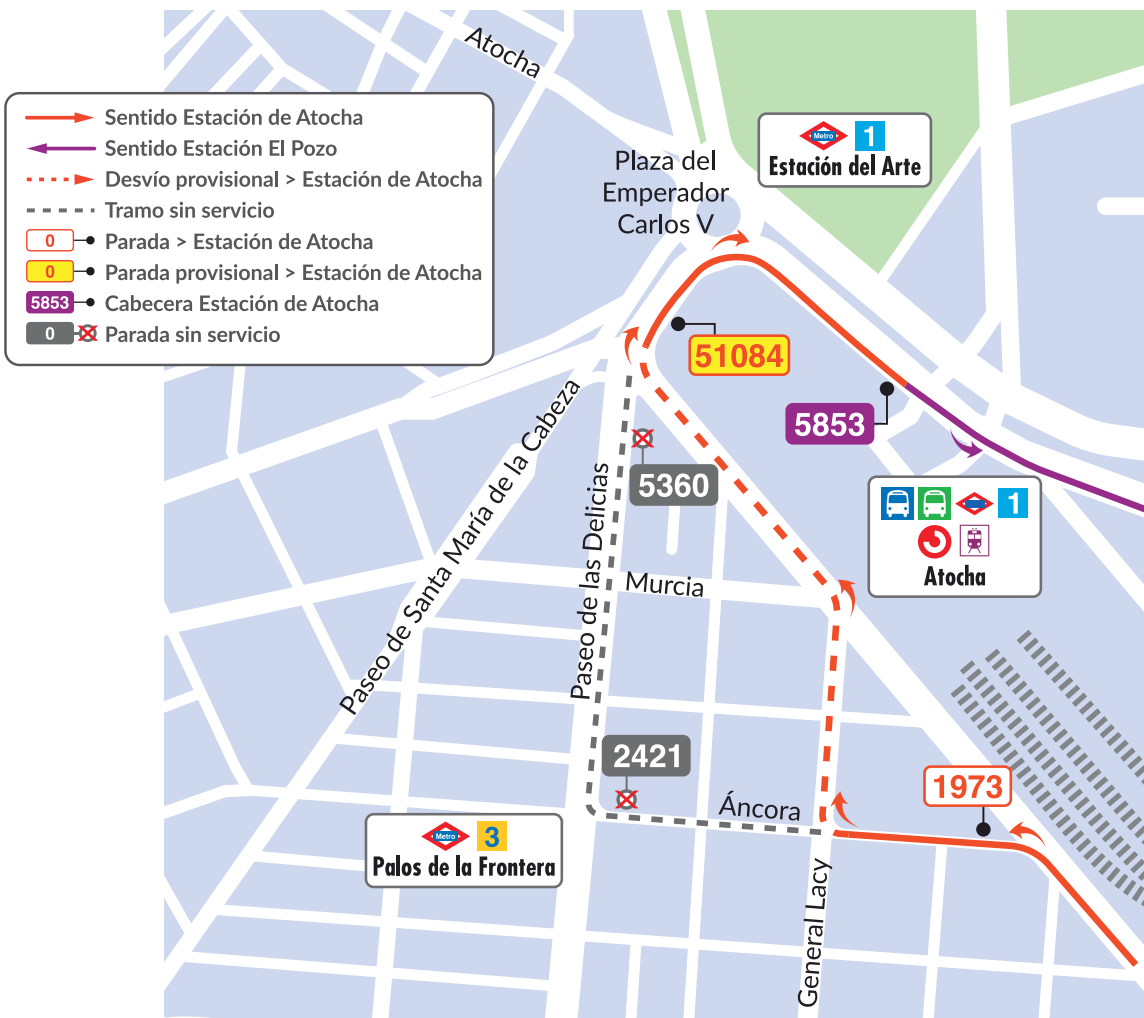 Atocha
Sentido Estación de Atocha
Sentido Estación El Pozo
Desvío provisional > Estación de Atocha
Tramo sin servicio
0 Parada > Estación de Atocha
0 Parada provisional > Estación de Atocha
5853 Cabecera Estación de Atocha
0 Parada sin servicio
Metro 1
Estación del Arte
Plaza del
Emperador
Carlos V
51084
5853
5360
1
Atocha
Paseo de Santa María de la Cabeza
Paseo de las Delicias
Murcia
2421
1973
Áncora
Metro 3
Palos de la Frontera
General Lacy